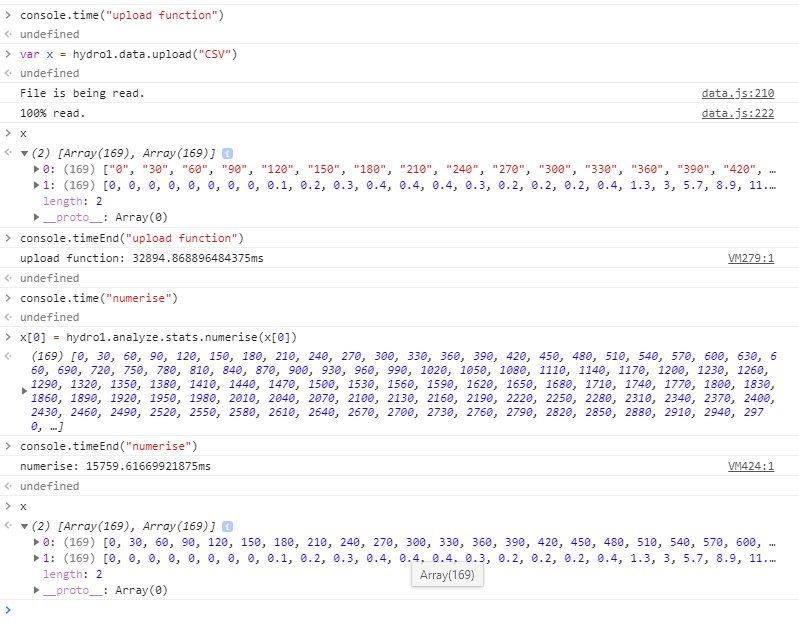 > console.time("upload function")
undefined
> var x = hydro1.data.upload("CSV")
undefined
File is being read. data.js:210
100% read. data.js:222
> x
(2) [Array(169), Array(169)] i
0: (169) ["0", "30", "60", "90", "120", "150", "180", "210", "240", "270", "300", "330", "360", "390", "420", …
1: (169) [0, 0, 0, 0, 0, 0, 0, 0, 0.1, 0.2, 0.3, 0.4, 0.4, 0.4, 0.3, 0.2, 0.2, 0.2, 0.4, 1.3, 3, 5.7, 8.9, 11.…
length: 2
__proto__: Array(0)
> console.timeEnd("upload function")
upload function: 32894.868896484375ms VM279:1
undefined
> console.time("numerise")
undefined
> x[0] = hydro1.analyze.stats.numerise(x[0])
(169) [0, 30, 60, 90, 120, 150, 180, 210, 240, 270, 300, 330, 360, 390, 420, 450, 480, 510, 540, 570, 600, 630, 6
60, 690, 720, 750, 780, 810, 840, 870, 900, 930, 960, 990, 1020, 1050, 1080, 1110, 1140, 1170, 1200, 1230, 1260,
1290, 1320, 1350, 1380, 1410, 1440, 1470, 1500, 1530, 1560, 1590, 1620, 1650, 1680, 1710, 1740, 1770, 1800, 1830,
1860, 1890, 1920, 1950, 1980, 2010, 2040, 2070, 2100, 2130, 2160, 2190, 2220, 2250, 2280, 2310, 2340, 2370, 2400,
2430, 2460, 2490, 2520, 2550, 2580, 2610, 2640, 2670, 2700, 2730, 2760, 2790, 2820, 2850, 2880, 2910, 2940, 297
0, …]
> console.timeEnd("numerise")
numerise: 15759.61669921875ms VM424:1
undefined
> x
(2) [Array(169), Array(169)] i
0: (169) [0, 30, 60, 90, 120, 150, 180, 210, 240, 270, 300, 330, 360, 390, 420, 450, 480, 510, 540, 570, 600, …
1: (169) [0, 0, 0, 0, 0, 0, 0, 0, 0.1, 0.2, 0.3, 0.4, 0.4, 0.4, 0.3, 0.2, 0.2, 0.2, 0.4, 1.3, 3, 5.7, 8.9, 11.…
length: 2
Array(169)
__proto__: Array(0)
>